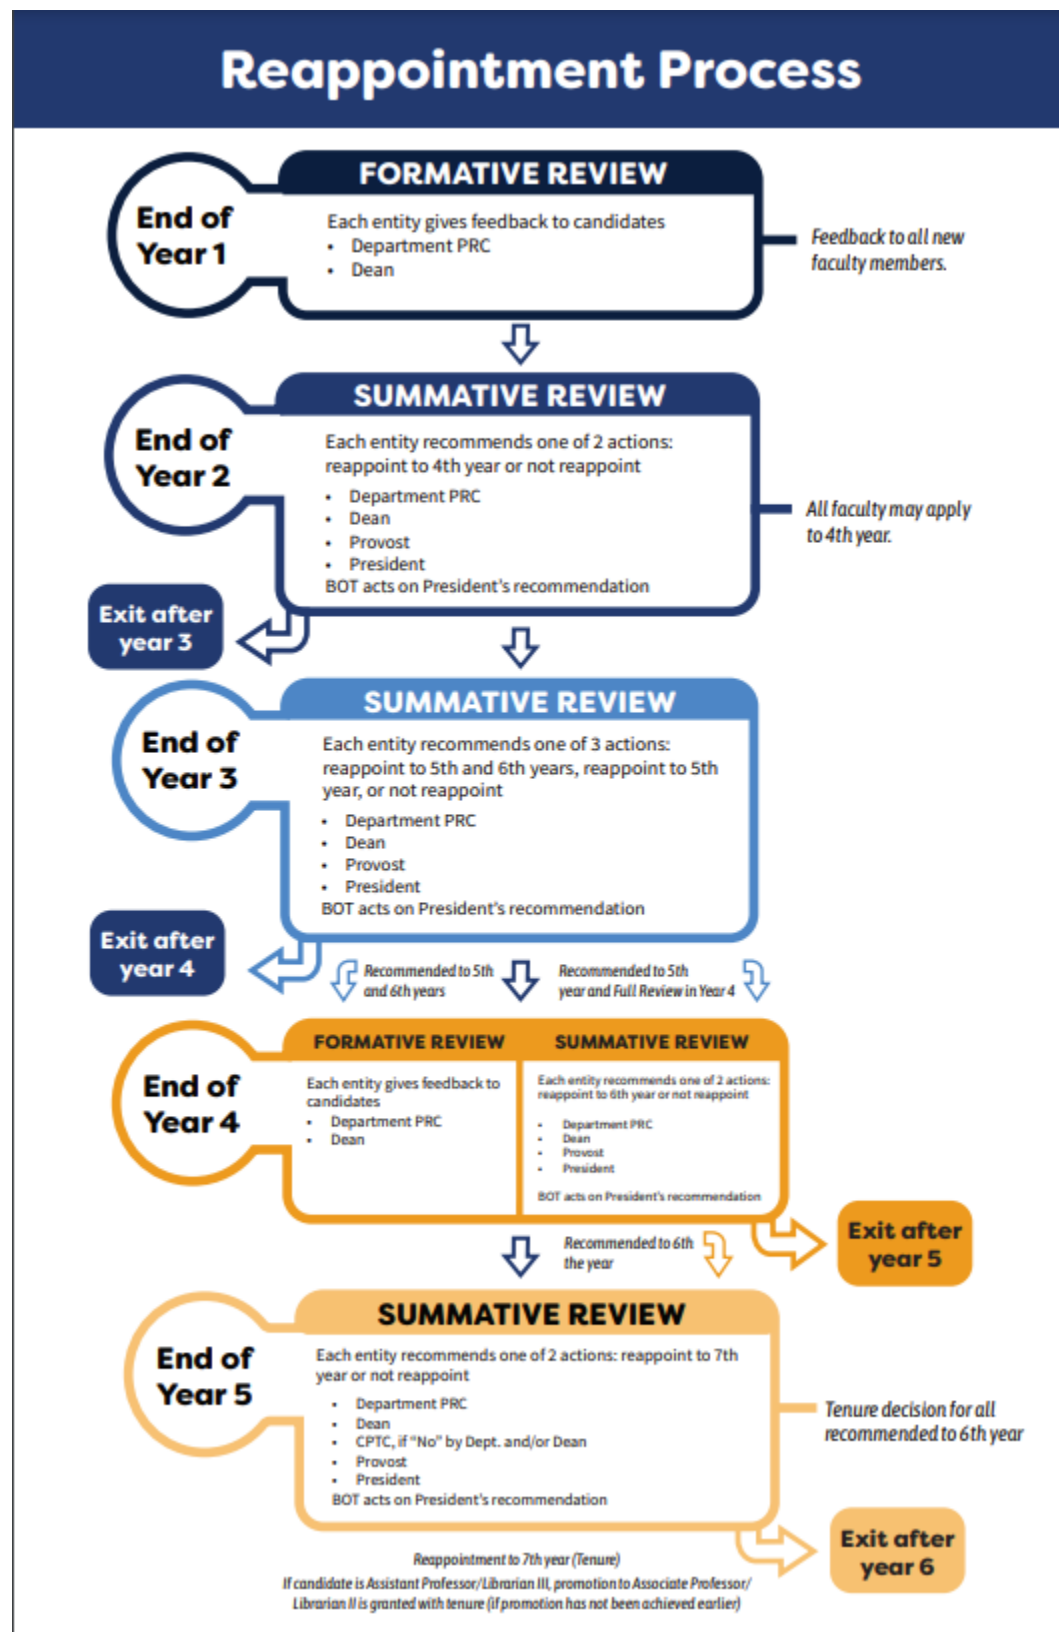 Reappointment Process
FORMATIVE REVIEW
End of
Year 1
Each entity gives feedback to candidates
• Department PRC
• Dean
Feedback to all new
faculty members.
SUMMATIVE REVIEW
End of
Year 2
Each entity recommends one of 2 actions:
reappoint to 4th year or not reappoint
• Department PRC
• Dean
• Provost
• President
BOT acts on President's recommendation
All faculty may apply
to 4th year.
Exit after
year 3
SUMMATIVE REVIEW
End of
Year 3
Each entity recommends one of 3 actions:
reappoint to 5th and 6th years, reappoint to 5th
year, or not reappoint
• Department PRC
• Dean
• Provost
• President
BOT acts on President's recommendation
Exit after
year 4
Recommended to 5th
and 6th years
Recommended to 5th
year and Full Review in Year 4
End of
Year 4
FORMATIVE REVIEW
Each entity gives feedback to
candidates
• Department PRC
• Dean
SUMMATIVE REVIEW
Each entity recommends one of 2 actions:
reappoint to 6th year or not reappoint
• Department PRC
• Dean
• Provost
• President
BOT acts on President's recommendation
Exit after
year 5
Recommended to 6th
the year
SUMMATIVE REVIEW
End of
Year 5
Each entity recommends one of 2 actions: reappoint to 7th
year or not reappoint
• Department PRC
• Dean
• CPTC, if "No" by Dept. and/or Dean
• Provost
• President
BOT acts on President's recommendation
Tenure decision for all
recommended to 6th year
Exit after
year 6
Reappointment to 7th year (Tenure)
If candidate is Assistant Professor/Librarian III, promotion to Associate Professor/
Librarian II is granted with tenure (if promotion has not been achieved earlier)